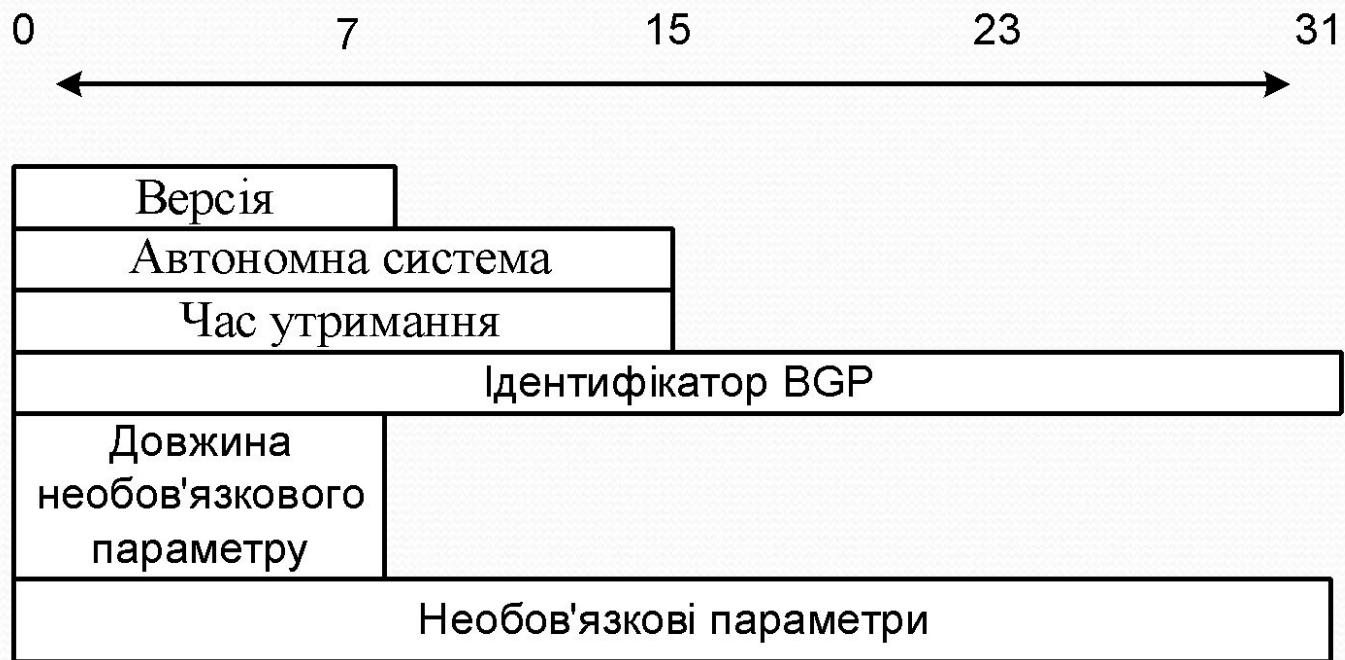 0 7 15 23 31
Версія
Автономна система
Час утримання
Ідентифікатор BGP
Довжина
необов'язкового
параметру
Необов'язкові параметри